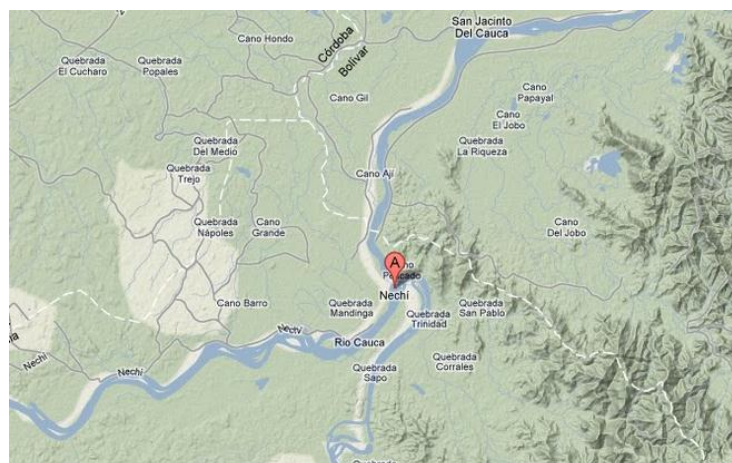 San Jacinto
Del Cauca
Cano Hondo
Córdoba
Bolívar
Quebrada
El Cucharo
Quebrada
Popales
Cano Gil
Cano
Papayal
Cano
El Jobo
Quebrada
Del Medio
Quebrada
La Riqueza
Quebrada
Trejo
Cano Ají
Quebrada
Nápoles
Cano
Grande
Cano
Del Jobo
A
Nechí
Cano Barro
Quebrada
Mandinga
Quebrada
San Pablo
Quebrada
Trinidad
Rio Cauca
Nechí
Nechí
Quebrada
Corrales
Quebrada
Sapo